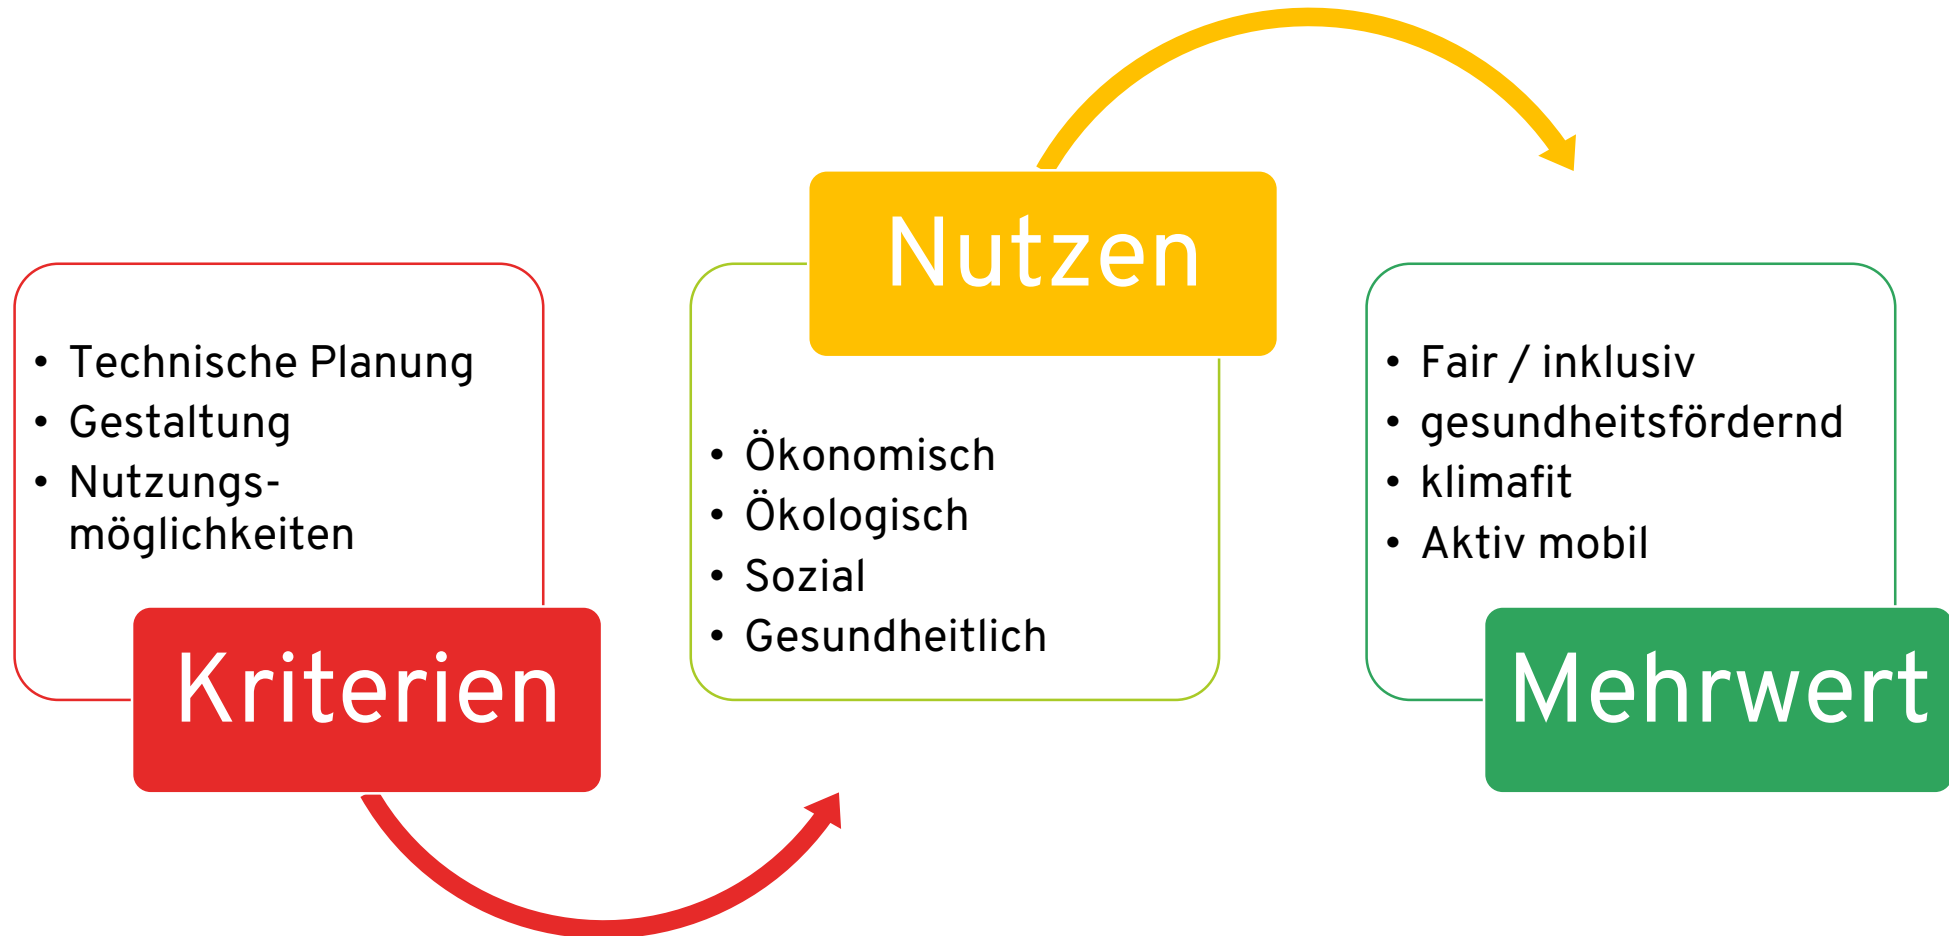 • Technische Planung
• Gestaltung
• Nutzungs-
möglichkeiten
Kriterien
Nutzen
• Ökonomisch
• Ökologisch
• Sozial
• Gesundheitlich
• Fair / inklusiv
• gesundheitsfördernd
• klimafit
• Aktiv mobil
Mehrwert